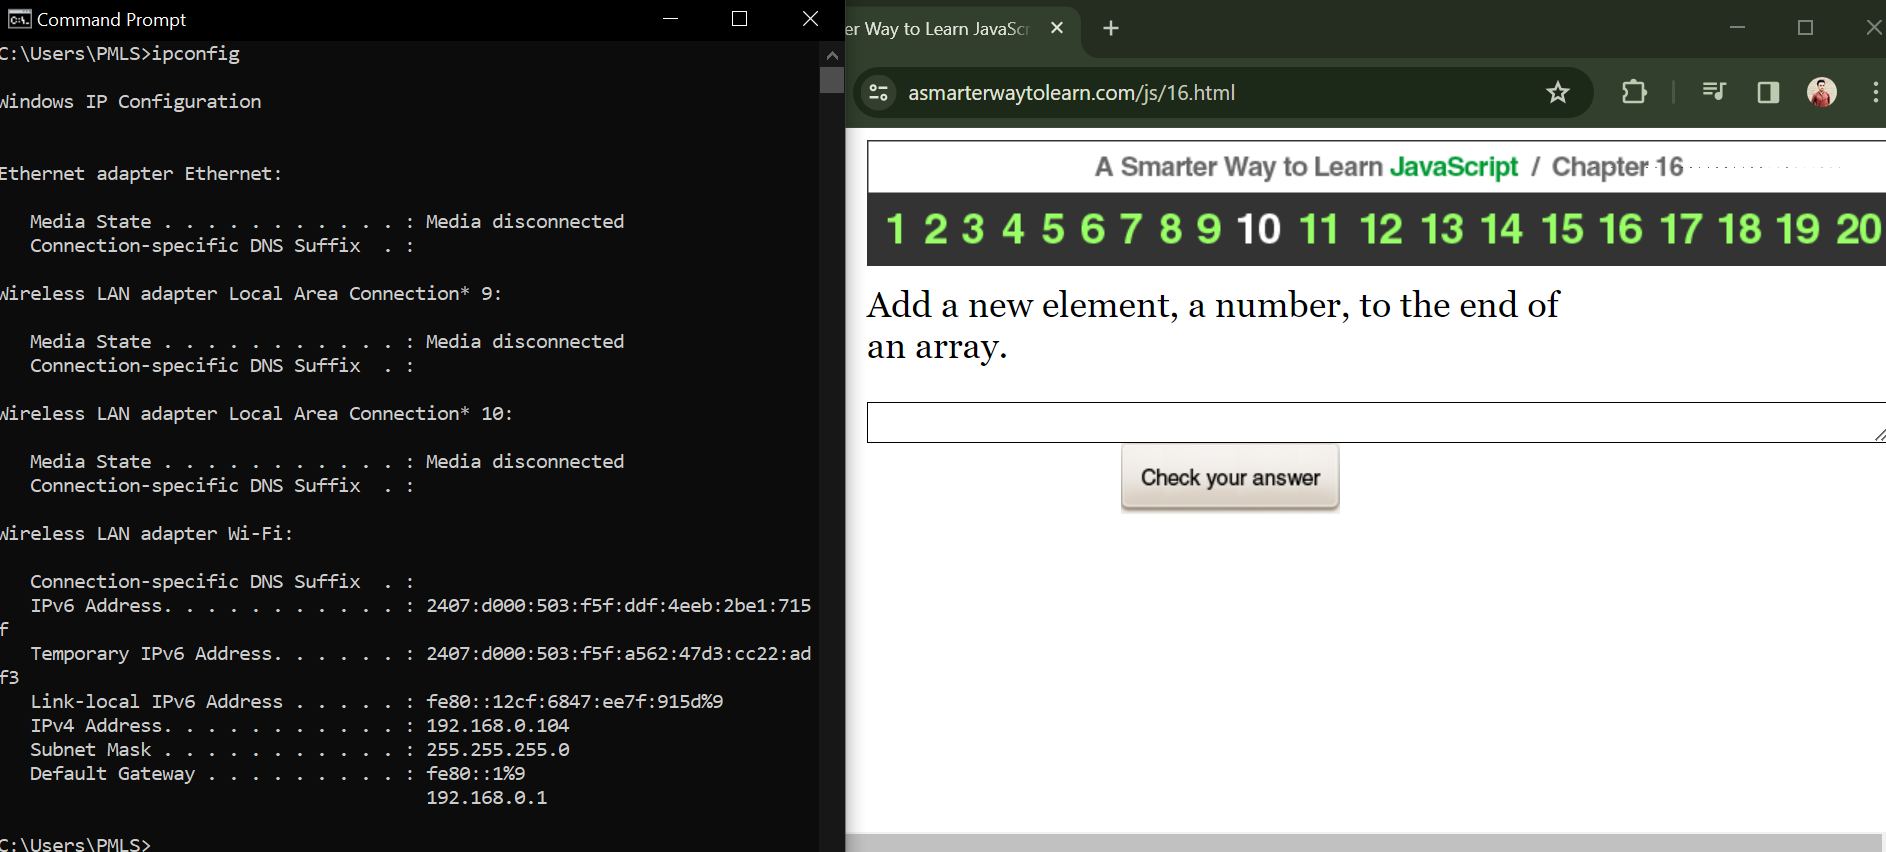 Command Prompt
C:\Users\PMLS>ipconfig
Windows IP Configuration
Ethernet adapter Ethernet:
Media State . . . . . . . . . . . : Media disconnected
Connection-specific DNS Suffix  . :
Wireless LAN adapter Local Area Connection* 9:
Media State . . . . . . . . . . . : Media disconnected
Connection-specific DNS Suffix  . :
Wireless LAN adapter Local Area Connection* 10:
Media State . . . . . . . . . . . : Media disconnected
Connection-specific DNS Suffix  . :
Wireless LAN adapter Wi-Fi:
Connection-specific DNS Suffix  . :
IPv6 Address. . . . . . . . . . . : 2407:d000:503:f5f:ddf:4eeb:2be1:715
f
Temporary IPv6 Address. . . . . . : 2407:d000:503:f5f:a562:47d3:cc22:ad
f3
Link-local IPv6 Address . . . . . : fe80::12cf:6847:ee7f:915d%9
IPv4 Address. . . . . . . . . . . : 192.168.0.104
Subnet Mask . . . . . . . . . . . : 255.255.255.0
Default Gateway . . . . . . . . . : fe80::1%9
192.168.0.1
C:\Users\PMLS>
er Way to Learn JavaScr
asmarterwaytolearn.com/js/16.html
A Smarter Way to Learn JavaScript / Chapter 16
1 2 3 4 5 6 7 8 9 10 11 12 13 14 15 16 17 18 19 20
Add a new element, a number, to the end of
an array.
Check your answer